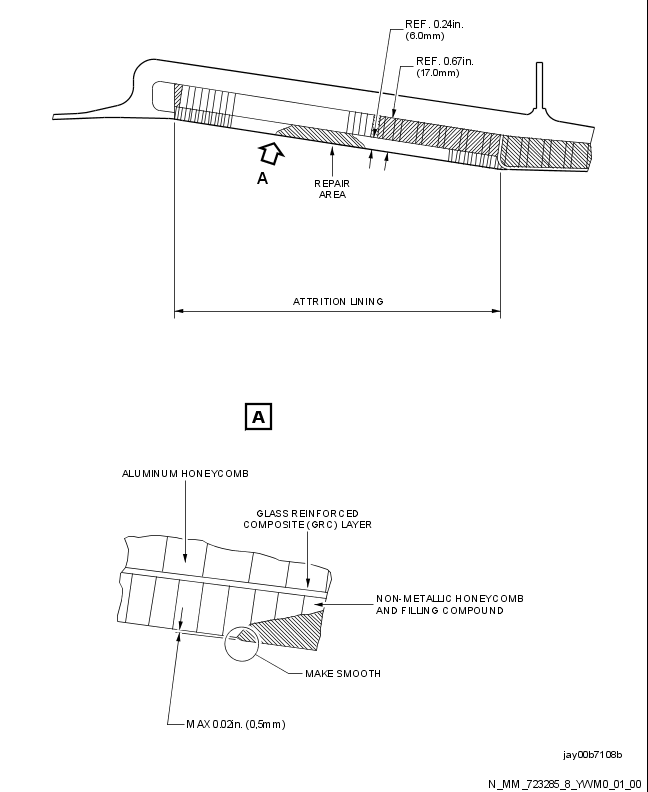 REF. 0.24in.
(6.0mm)
REF. 0.67in.
(17.0mm)
A
REPAIR
AREA
ATTRITION LINING
A
ALUMINUM HONEYCOMB
GLASS REINFORCED
COMPOSITE (GRC) LAYER
NON-METALLIC HONEYCOMB
AND FILLING COMPOUND
MAKE SMOOTH
MAX 0.02in. (0,5mm)
jay00b7108b
N_MM_723285_8_YWM0_01_00